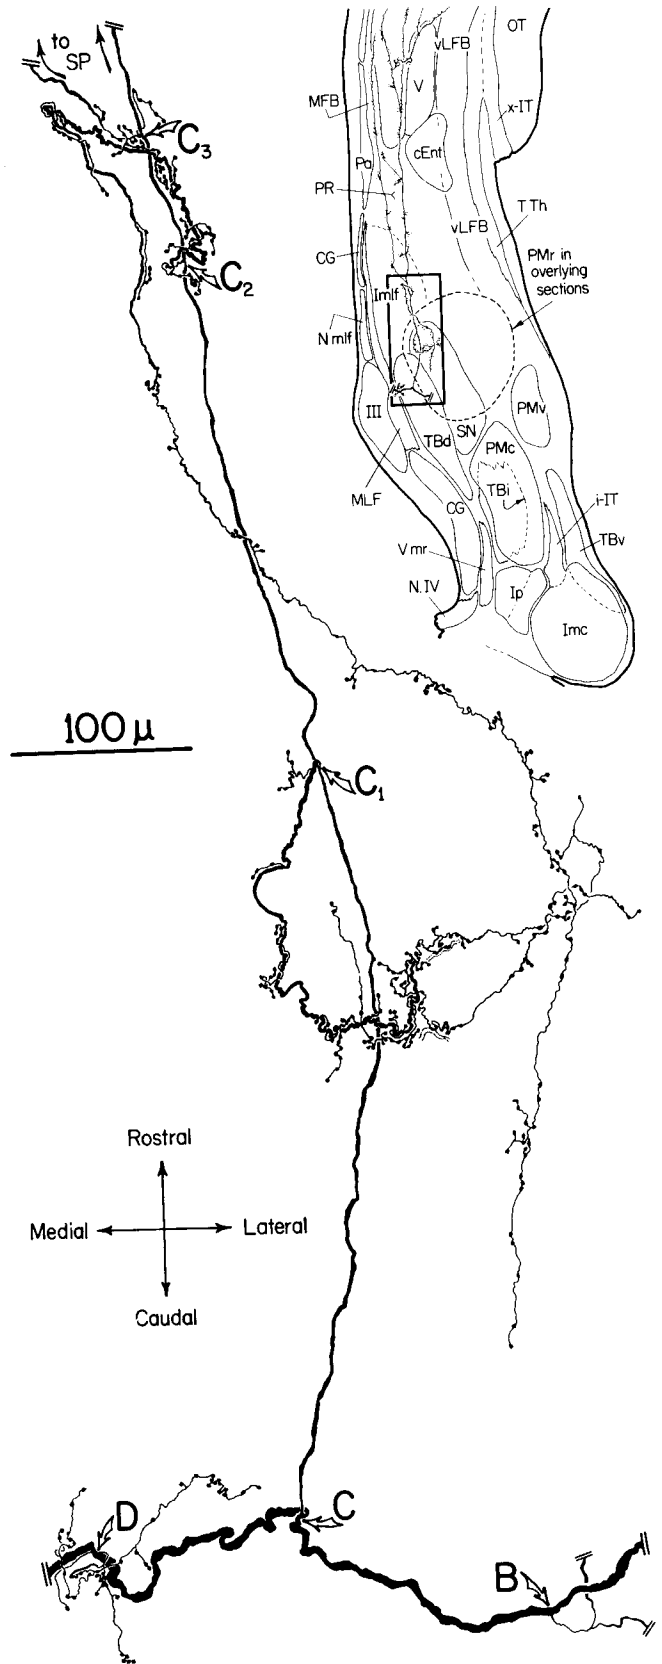 to
SP
C3
C2
OT
vLFB
MFB
V
x-IT
cEnt
Pa
PR
T Th
vLFB
CG
PMr in
overlying
sections
Imlf
N mlf
III
PMv
SN
TBd
PMc
MLF
TBi
i-IT
CG
TBv
V mr
N.IV
Ip
Imc
100 μ
C1
Rostral
Medial
Lateral
Caudal
D
C
B